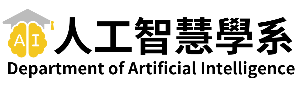 AI 人工智慧學系
Department of Artificial Intelligence